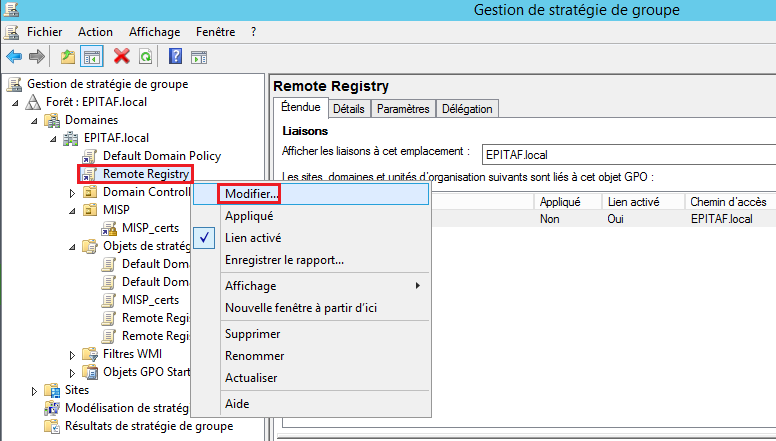 Gestion de stratégie de groupe
Fichier Action Affichage Fenêtre ?
Gestion de stratégie de groupe
Forêt : EPITAF.local
Domaines
EPITAF.local
Default Domain Policy
Remote Registry
Domain Controll
MISP
MISP_certs
Objets de straté
Default Doma
Default Doma
MISP_certs
Remote Regi
Remote Regi
Filtres WMI
Objets GPO Start
Sites
Modélisation de straté
Résultats de stratégie de groupe
Modifier...
Appliqué
Lien activé
Enregistrer le rapport...
Affichage
Nouvelle fenêtre à partir d'ici
Supprimer
Renommer
Actualiser
Aide
Remote Registry
Étendue Détails Paramètres Délégation
Liaisons
Afficher les liaisons à cet emplacement : EPITAF.local
Les sites, domaines et unités d'organisation suivants sont liés à cet objet GPO :
Appliqué Lien activé Chemin d'accès
Non Oui EPITAF.local